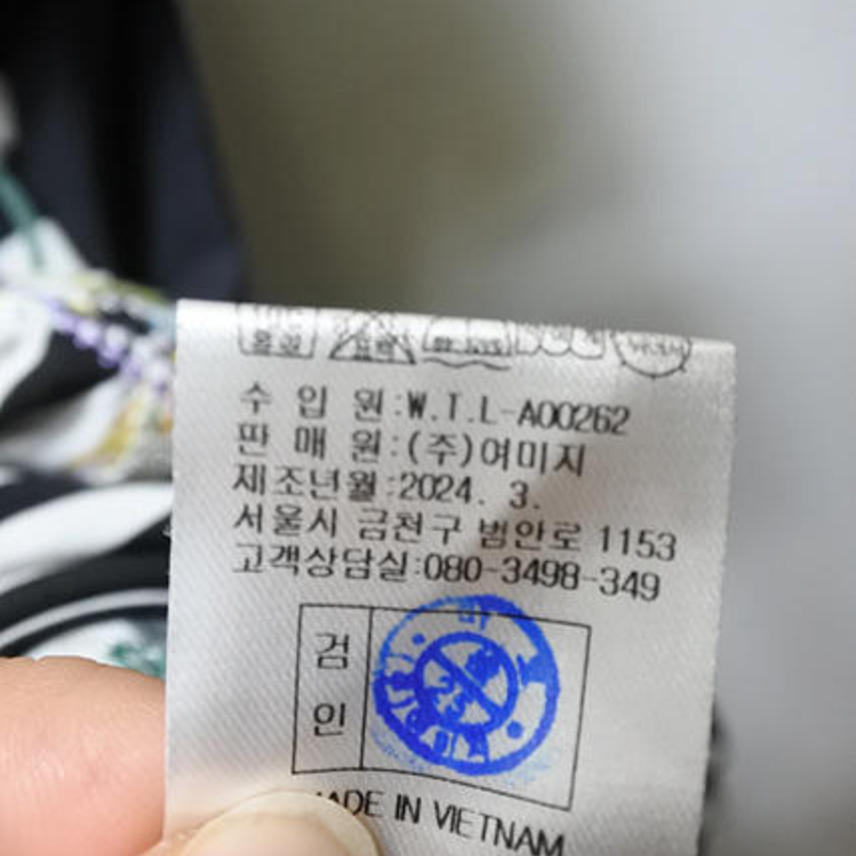 수 입 원:W.T.L-A00262
판 매 원:(주)여미지
제조년월:2024. 3.
서울시 금천구 범안로 1153
고객상담실:080-3498-349
검
인
MADE IN VIETNAM